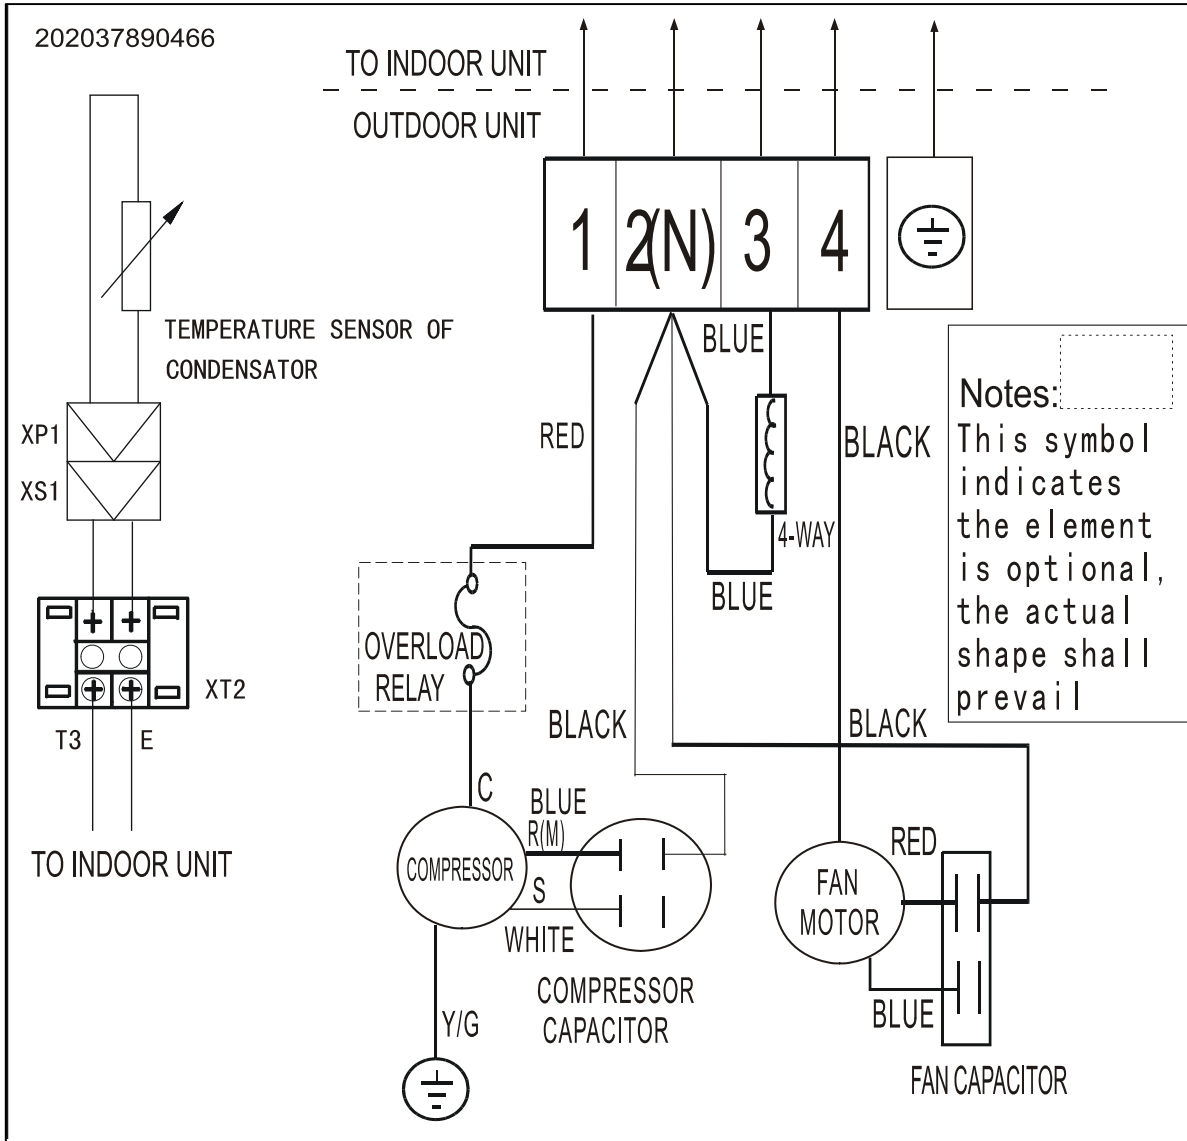 202037890466
TO INDOOR UNIT
OUTDOOR UNIT
1
2(N)
3
4
TEMPERATURE SENSOR OF
CONDENSATOR
XP1
XS1
XT2
T3
E
TO INDOOR UNIT
RED
BLUE
4-WAY
BLUE
BLACK
Notes:
This symbol
indicates
the element
is optional,
the actual
shape shall
prevail
OVERLOAD
RELAY
BLACK
BLACK
C
BLUE
R(M)
COMPRESSOR
S
WHITE
COMPRESSOR
CAPACITOR
Y/G
FAN
MOTOR
RED
BLUE
FAN CAPACITOR